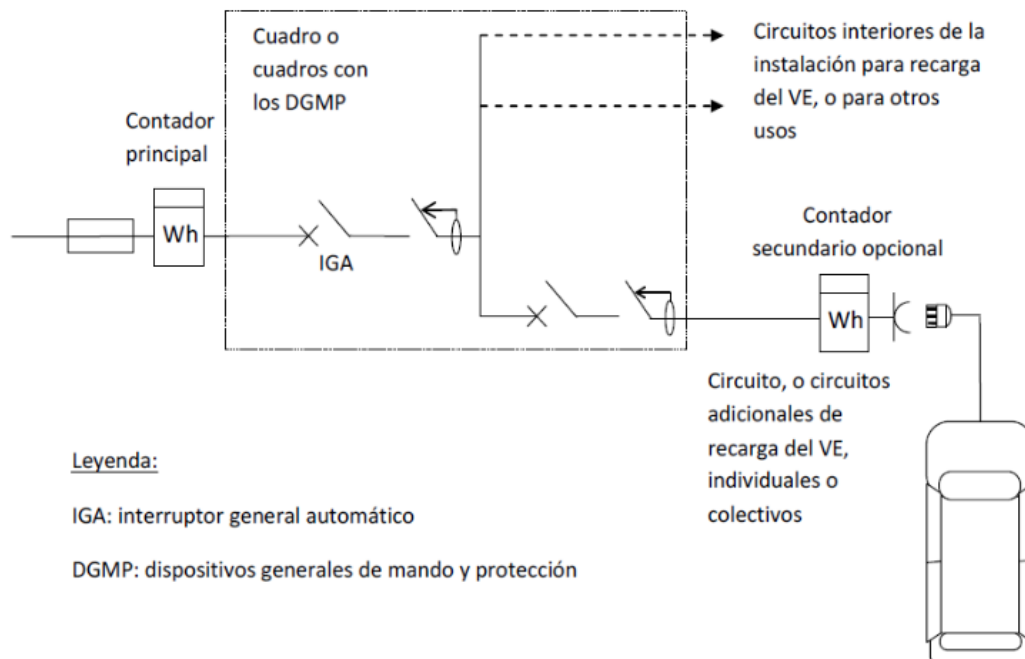 Cuadro o
cuadros con
los DGMP
Circuitos interiores de la
instalación para recarga
del VE, o para otros
usos
Contador
principal
Wh
IGA
Contador
secundario opcional
Wh
Circuito, o circuitos
adicionales de
recarga del VE,
individuales o
colectivos
Leyenda:
IGA: interruptor general automático
DGMP: dispositivos generales de mando y protección